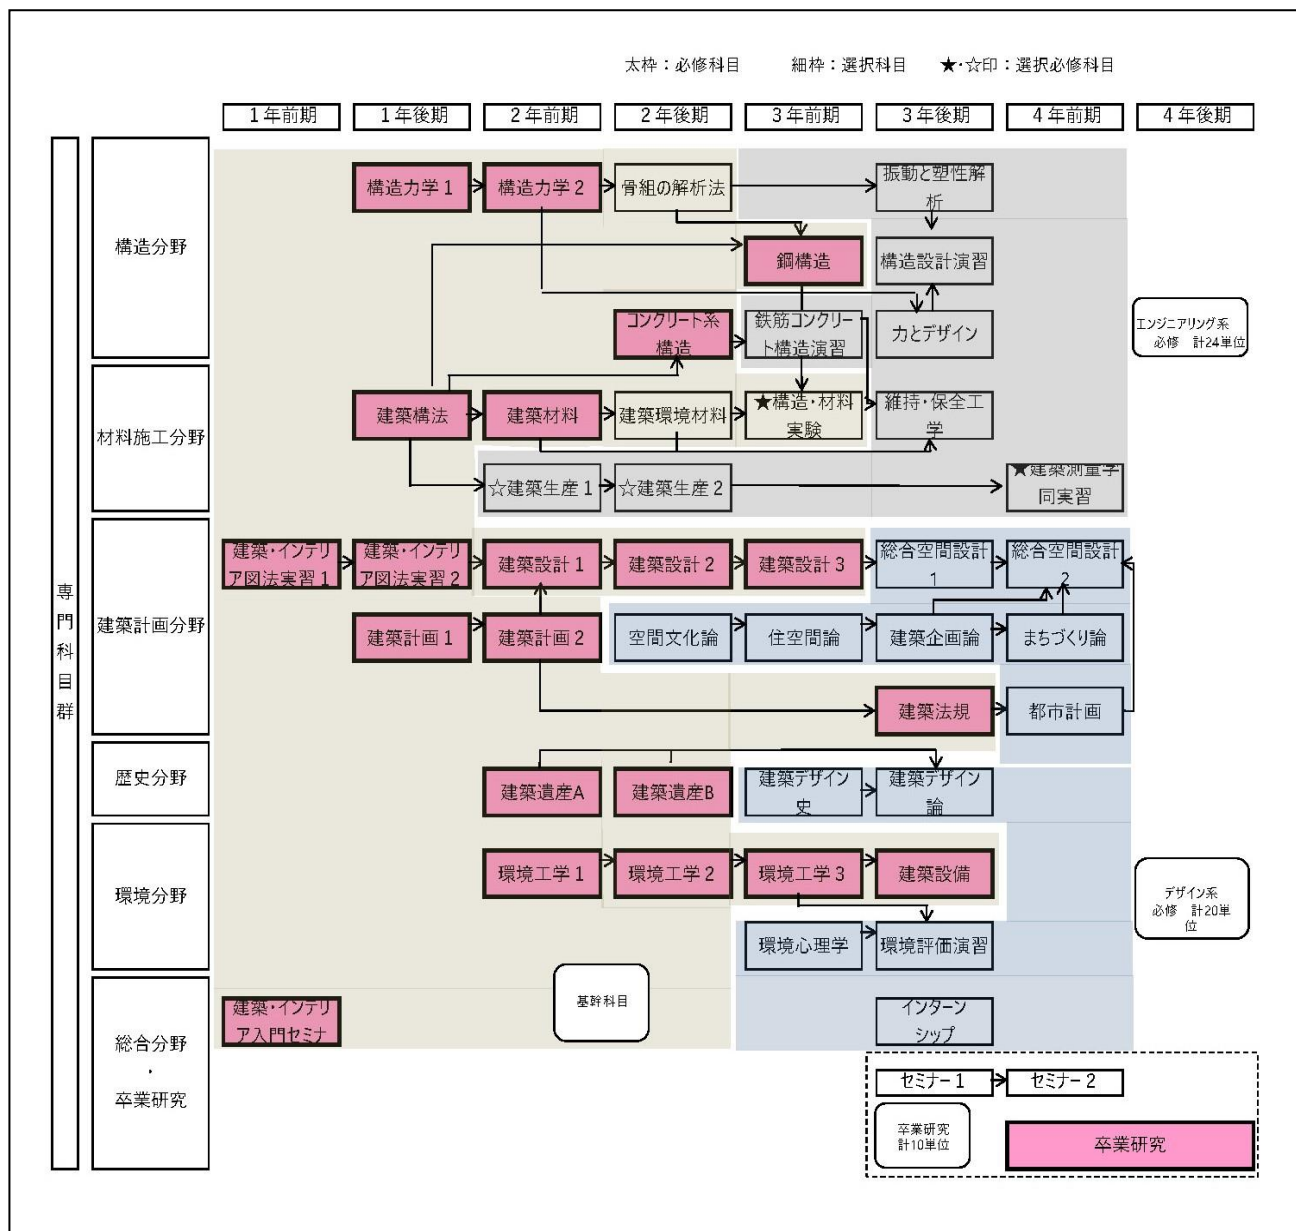 太枠：必修科目　細枠：選択科目　★・☆印：選択必修科目
1年前期
1年後期
2年前期
2年後期
3年前期
3年後期
4年前期
4年後期
専門科目群
構造分野
構造力学1
構造力学2
骨組の解析法
振動と塑性解
析
鋼構造
構造設計演習
コンクリート系
構造
鉄筋コンクリー
ト構造演習
力とデザイン
エンジニアリング系
必修　計24単位
材料施工分野
建築構法
建築材料
建築環境材料
★構造・材料
実験
維持・保全工
学
☆建築生産1
☆建築生産2
★建築測量学
同実習
建築計画分野
建築・インテリ
ア図法実習1
建築・インテリ
ア図法実習2
建築設計1
建築設計2
建築設計3
総合空間設計
1
総合空間設計
2
建築計画1
建築計画2
空間文化論
住空間論
建築企画論
まちづくり論
建築法規
都市計画
歴史分野
建築遺産A
建築遺産B
建築デザイン
史
建築デザイン
論
環境分野
環境工学1
環境工学2
環境工学3
建築設備
デザイン系
必修　計20単
位
環境心理学
環境評価演習
総合分野
・
卒業研究
建築・インテリ
ア入門セミナ
基幹科目
インターン
シップ
セミナー1
セミナー2
卒業研究
計10単位
卒業研究